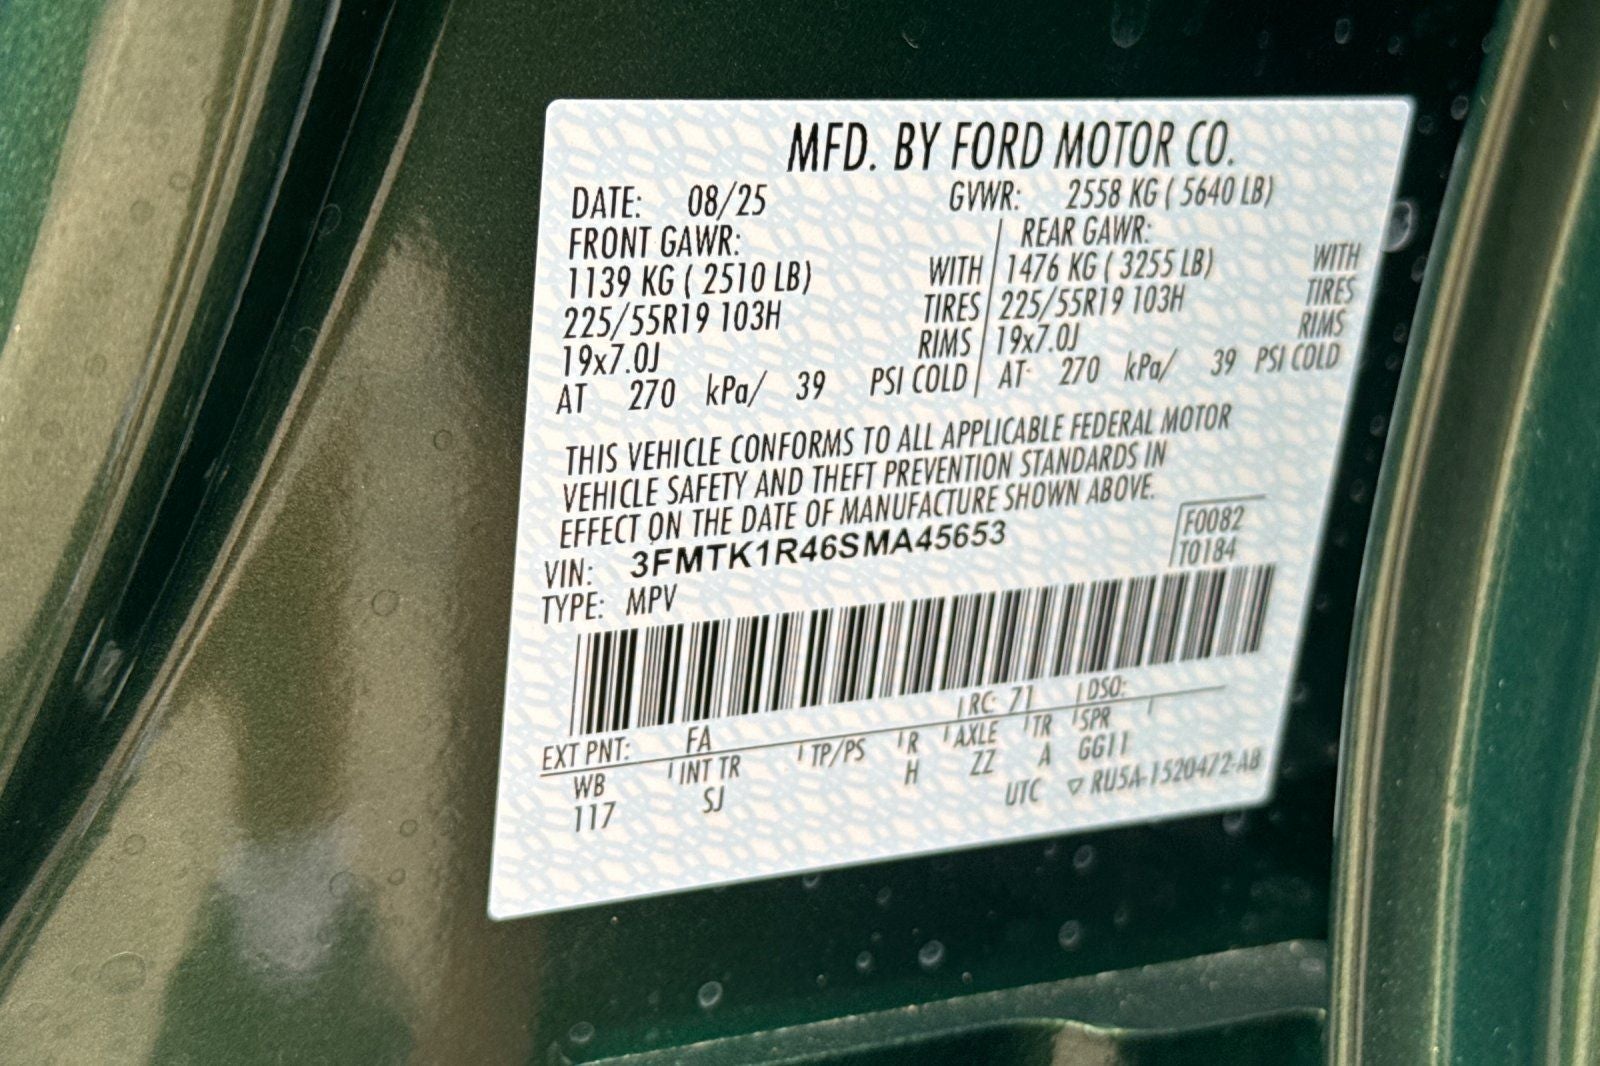 MFD. BY FORD MOTOR CO.
DATE: 08/25 GVWR: 2558 KG ( 5640 LB)
FRONT GAWR: REAR GAWR:
1139 KG ( 2510 LB) WITH 1476 KG ( 3255 LB) WITH
225/55R19 103H TIRES 225/55R19 103H TIRES
19x7.0J RIMS 19x7.0J RIMS
AT 270 kPa/ 39 PSI COLD AT 270 kPa/ 39 PSI COLD
THIS VEHICLE CONFORMS TO ALL APPLICABLE FEDERAL MOTOR
VEHICLE SAFETY AND THEFT PREVENTION STANDARDS IN
EFFECT ON THE DATE OF MANUFACTURE SHOWN ABOVE.
VIN: 3FMTK1R46SMA45653 F0082
TYPE: MPV T0184
EXT PNT: FA RC: 71 DSO:
WB INT TR TP/PS R AXLE TR SPR
117 SJ H ZZ A GG11
UTC ▽ RU5A-1520472-AB